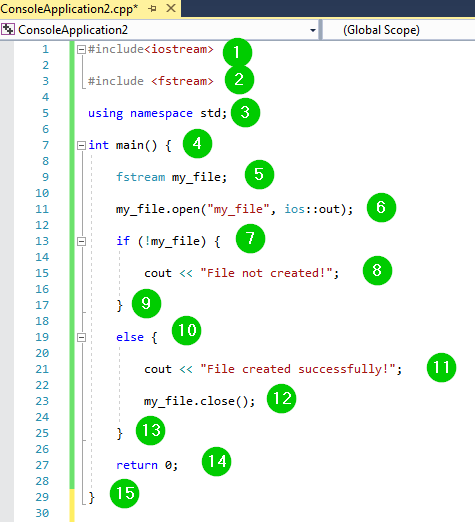 ConsoleApplication2.cpp*
ConsoleApplication2 (Global Scope)
1 #include<iostream> 1
2
3 #include <fstream> 2
4
5 using namespace std; 3
6
7 int main() { 4
8
9 fstream my_file; 5
10
11 my_file.open("my_file", ios::out); 6
12
13 if (!my_file) { 7
14
15 cout << "File not created!"; 8
16
17 } 9
18
19 else { 10
20
21 cout << "File created successfully!"; 11
22
23 my_file.close(); 12
24
25 } 13
26
27 return 0; 14
28
29 } 15
30